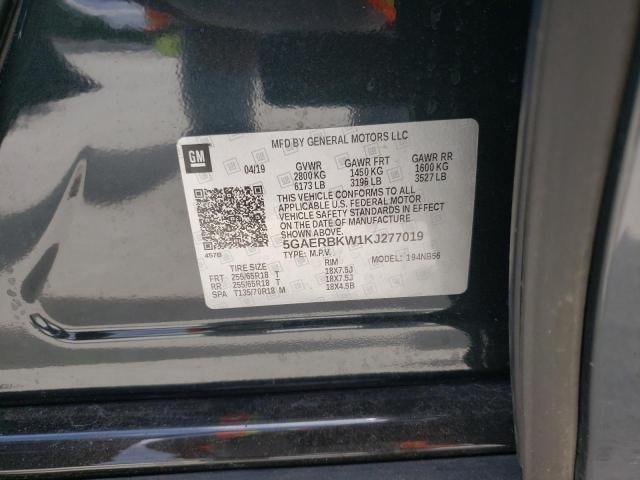 GM
MFD BY GENERAL MOTORS LLC
04/19 GVWR GAWR FRT GAWR RR
2800 KG 1450 KG 1600 KG
6173 LB 3196 LB 3527 LB
THIS VEHICLE CONFORMS TO ALL
APPLICABLE U.S. FEDERAL MOTOR
VEHICLE SAFETY STANDARDS IN EFFECT
ON THE DATE OF MANUFACTURE
SHOWN ABOVE.
457B 5GAERBKW1KJ277019
TYPE: M.P.V. MODEL: 194NB56
TIRE SIZE RIM
FRT 255/65R18 T 18X7.5J
RR 255/65R18 T 18X7.5J
SPA T135/70R18 M 18X4.5B